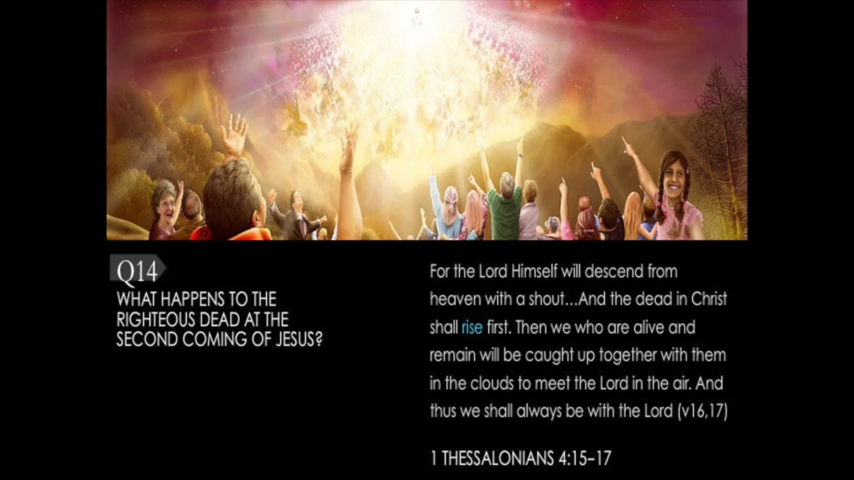 Q14
WHAT HAPPENS TO THE
RIGHTEOUS DEAD AT THE
SECOND COMING OF JESUS?
For the Lord Himself will descend from
heaven with a shout...And the dead in Christ
shall rise first. Then we who are alive and
remain will be caught up together with them
in the clouds to meet the Lord in the air. And
thus we shall always be with the Lord (v16,17)
1 THESSALONIANS 4:15–17